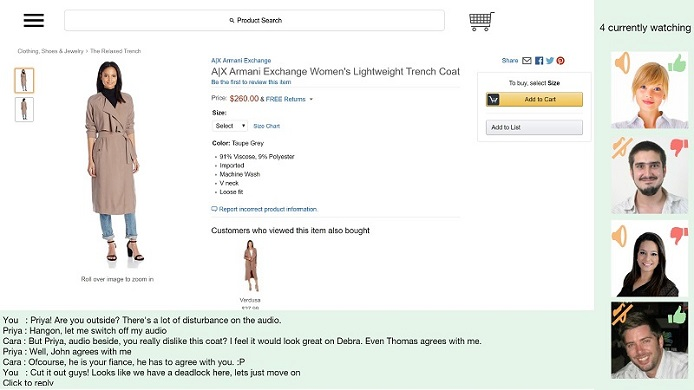 Product Search
4 currently watching
Clothing, Shoes & Jewelry › The Relaxed Trench
A|X Armani Exchange
A|X Armani Exchange Women's Lightweight Trench Coat
Be the first to review this item
Share
Price: $260.00 & FREE Returns
Size:
Select Size Chart
Color: Taupe Grey
• 91% Viscose, 9% Polyester
• Imported
• Machine Wash
• V neck
• Loose fit
Report incorrect product information.
To buy, select Size
Add to Cart
Add to List
Roll over image to zoom in
Customers who viewed this item also bought
You : Priya! Are you outside? There's a lot of disturbance on the audio.
Priya : Hangon, let me switch off my audio
Cara : But Priya, audio beside, you really dislike this coat? I feel it would look great on Debra. Even Thomas agrees with me.
Priya : Well, John agrees with me
Cara : Ofcourse, he is your fiance, he has to agree with you. :P
You : Cut it out guys! Looks like we have a deadlock here, lets just move on
Click to reply